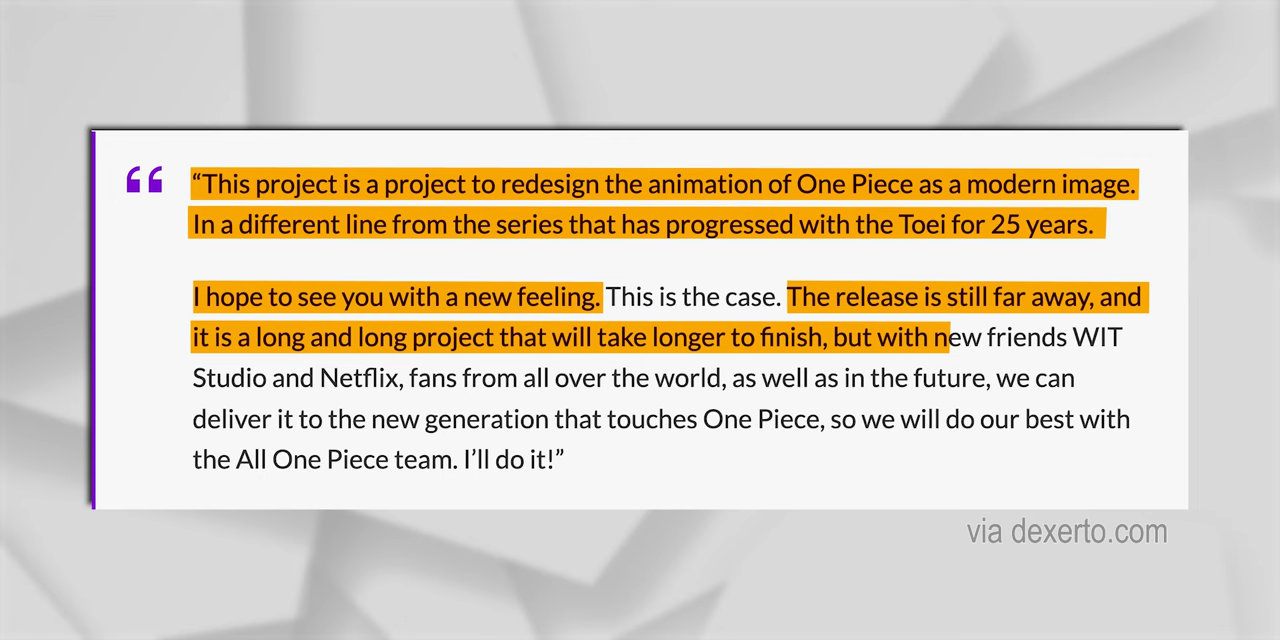 “This project is a project to redesign the animation of One Piece as a modern image.
In a different line from the series that has progressed with the Toei for 25 years.
I hope to see you with a new feeling. This is the case. The release is still far away, and
it is a long and long project that will take longer to finish, but with new friends WIT
Studio and Netflix, fans from all over the world, as well as in the future, we can
deliver it to the new generation that touches One Piece, so we will do our best with
the All One Piece team. I’ll do it!”
via dexerto.com